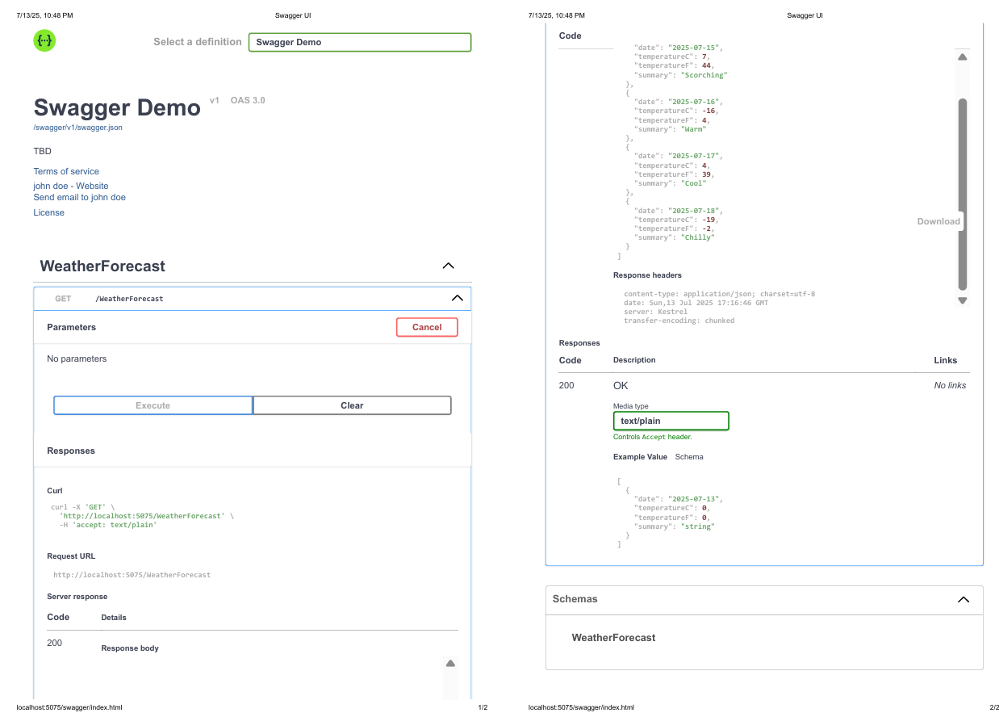 7/13/25, 10:48 PM
Swagger UI
{···}
Select a definition
Swagger Demo
Swagger Demo v1 OAS 3.0
/swagger/v1/swagger.json
TBD
Terms of service
john doe - Website
Send email to john doe
License
WeatherForecast
GET /WeatherForecast
Parameters
Cancel
No parameters
Execute
Clear
Responses
Curl
curl -X 'GET' \
'http://localhost:5075/WeatherForecast' \
-H 'accept: text/plain'
Request URL
http://localhost:5075/WeatherForecast
Server response
Code Details
200 Response body
localhost:5075/swagger/index.html
1/2
7/13/25, 10:48 PM
Swagger UI
Code
"date": "2025-07-15",
"temperatureC": 7,
"temperatureF": 44,
"summary": "Scorching"
},
{
"date": "2025-07-16",
"temperatureC": -16,
"temperatureF": 4,
"summary": "Warm"
},
{
"date": "2025-07-17",
"temperatureC": 4,
"temperatureF": 39,
"summary": "Cool"
},
{
"date": "2025-07-18",
"temperatureC": -19,
"temperatureF": -2,
"summary": "Chilly"
}
]
Download
Response headers
content-type: application/json; charset=utf-8
date: Sun,13 Jul 2025 17:16:46 GMT
server: Kestrel
transfer-encoding: chunked
Responses
Code Description Links
200 OK No links
Media type
text/plain
Controls Accept header.
Example Value Schema
[
{
"date": "2025-07-13",
"temperatureC": 0,
"temperatureF": 0,
"summary": "string"
}
]
Schemas
WeatherForecast
localhost:5075/swagger/index.html
2/2